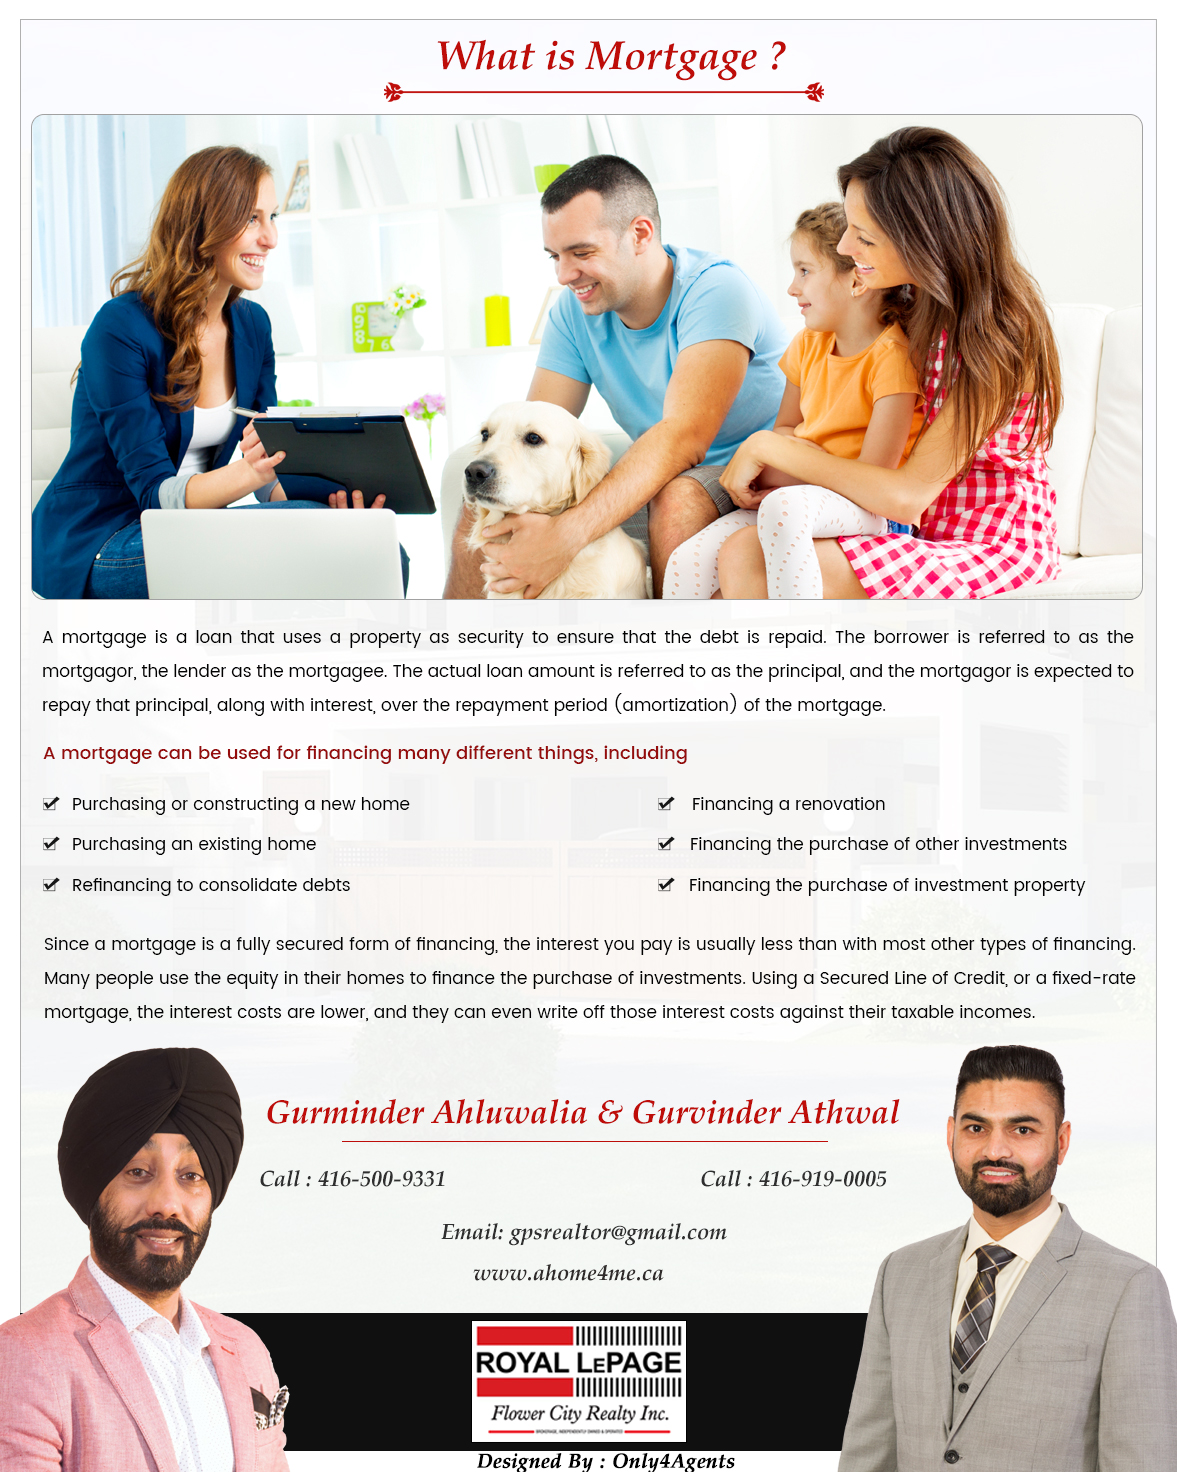 What is Mortgage ?
A mortgage is a loan that uses a property as security to ensure that the debt is repaid. The borrower is referred to as the
mortgagor, the lender as the mortgagee. The actual loan amount is referred to as the principal, and the mortgagor is expected to
repay that principal, along with interest, over the repayment period (amortization) of the mortgage.
A mortgage can be used for financing many different things, including
Purchasing or constructing a new home
Purchasing an existing home
Refinancing to consolidate debts
Financing a renovation
Financing the purchase of other investments
Financing the purchase of investment property
Since a mortgage is a fully secured form of financing, the interest you pay is usually less than with most other types of financing.
Many people use the equity in their homes to finance the purchase of investments. Using a Secured Line of Credit, or a fixed-rate
mortgage, the interest costs are lower, and they can even write off those interest costs against their taxable incomes.
Gurminder Ahluwalia & Gurvinder Athwal
Call : 416-500-9331
Call : 416-919-0005
Email: gpsrealtor@gmail.com
www.ahome4me.ca
ROYAL LEPAGE
Flower City Realty Inc.
BROKERAGE, INDEPENDENTLY OWNED & OPERATED
Designed By : Only4Agents